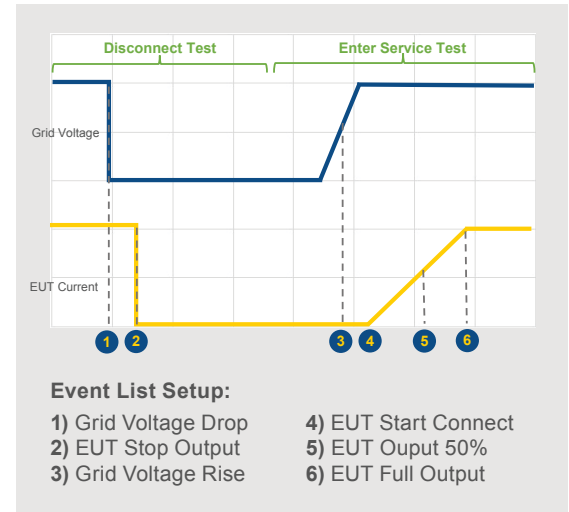 Disconnect Test
Enter Service Test
Grid Voltage
EUT Current
1 2 3 4 5 6
Event List Setup:
1) Grid Voltage Drop
2) EUT Stop Output
3) Grid Voltage Rise
4) EUT Start Connect
5) EUT Ouput 50%
6) EUT Full Output